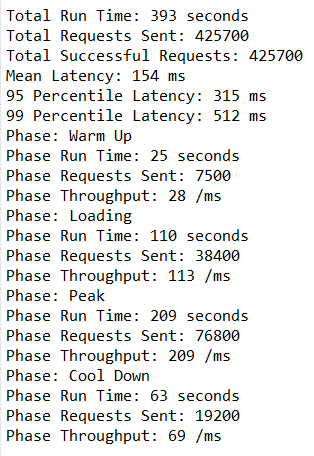 Total Run Time: 393 seconds
Total Requests Sent: 425700
Total Successful Requests: 425700
Mean Latency: 154 ms
95 Percentile Latency: 315 ms
99 Percentile Latency: 512 ms
Phase: Warm Up
Phase Run Time: 25 seconds
Phase Requests Sent: 7500
Phase Throughput: 28 /ms
Phase: Loading
Phase Run Time: 110 seconds
Phase Requests Sent: 38400
Phase Throughput: 113 /ms
Phase: Peak
Phase Run Time: 209 seconds
Phase Requests Sent: 76800
Phase Throughput: 209 /ms
Phase: Cool Down
Phase Run Time: 63 seconds
Phase Requests Sent: 19200
Phase Throughput: 69 /ms